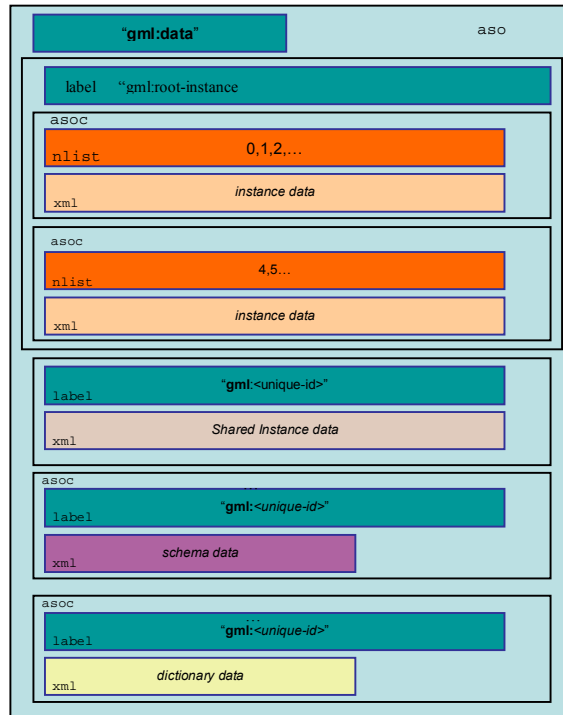 “gml:data” aso
label “gml:root-instance
asoc
0,1,2,…
nlist
instance data
xml
asoc
4,5…
nlist
instance data
xml
“gml:<unique-id>”
label
Shared Instance data
xml
asoc
…
“gml:<unique-id>”
label
schema data
xml
asoc
…
“gml:<unique-id>”
label
dictionary data
xml